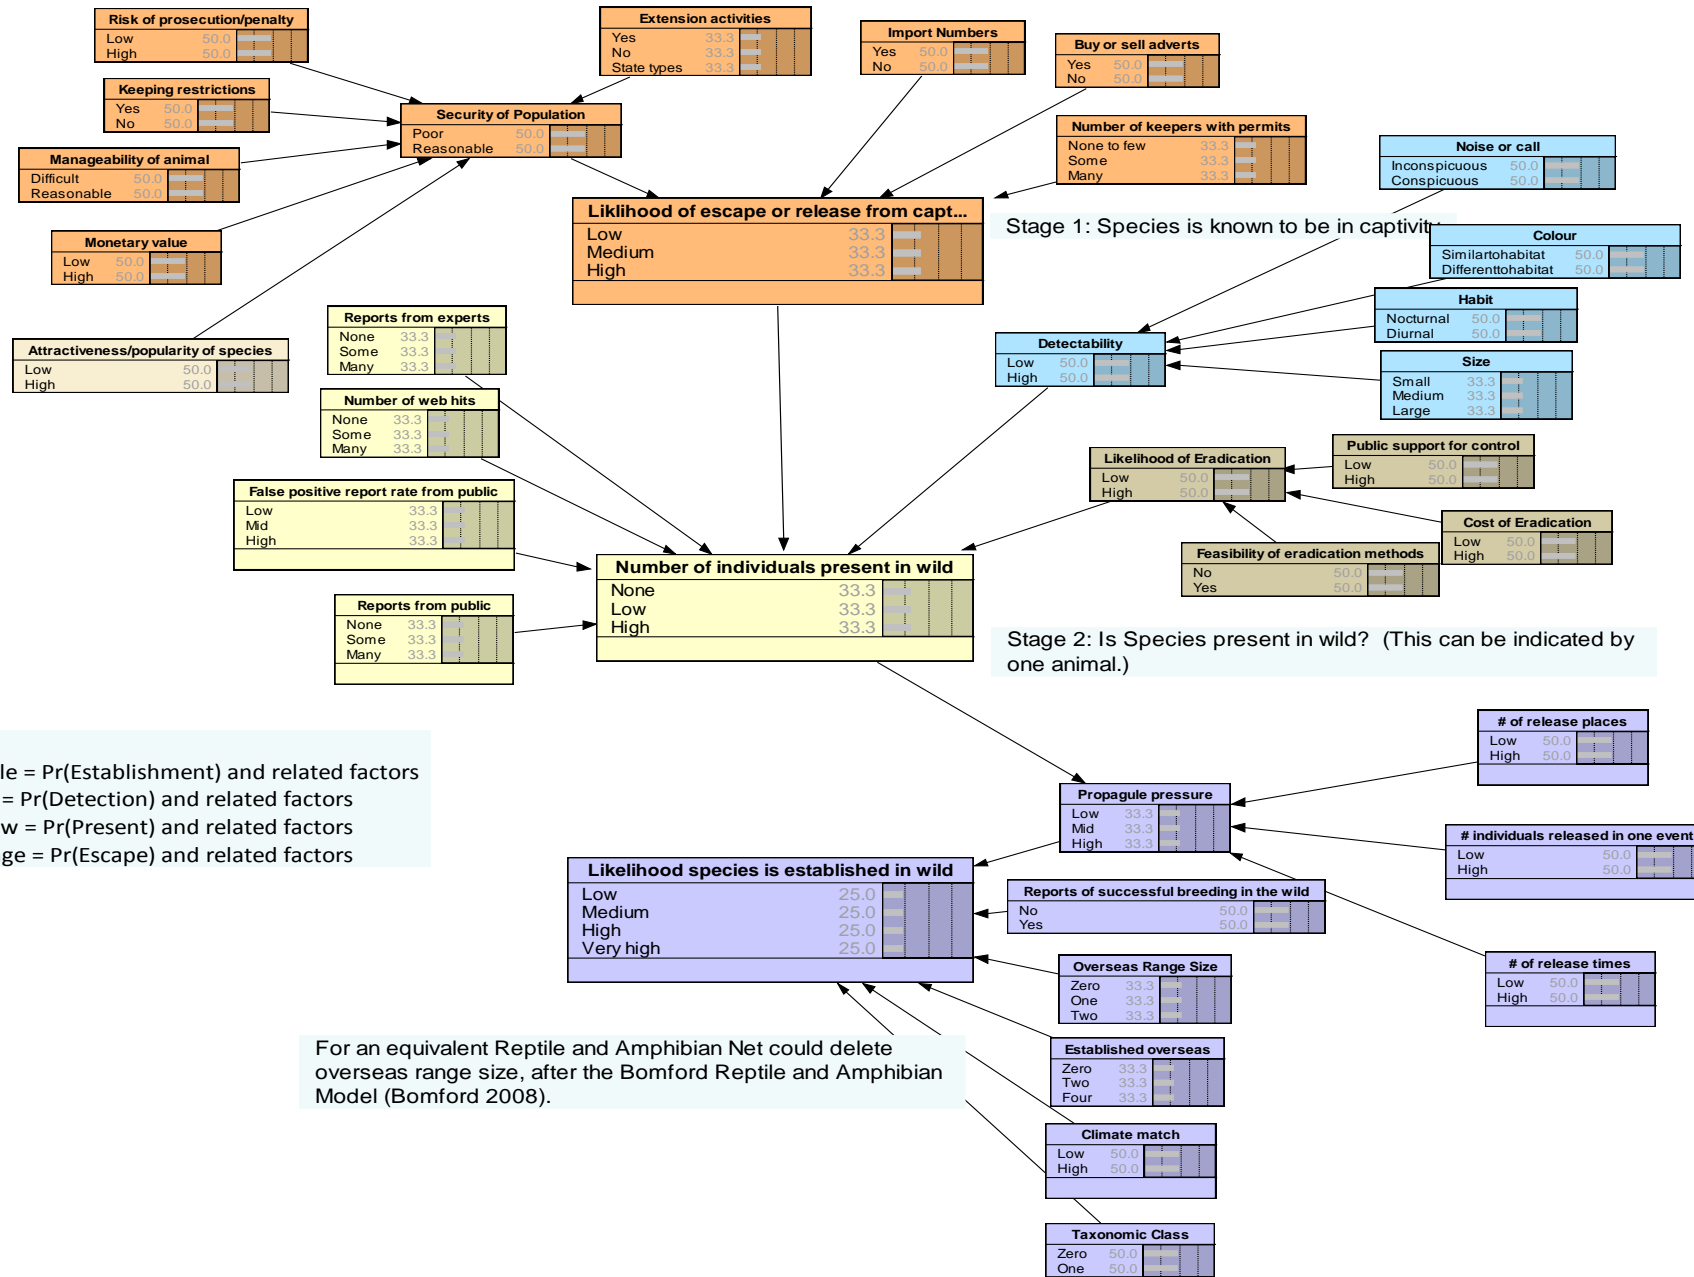 Risk of prosecution/penalty
Low 50.0
High 50.0
Extension activities
Yes 33.3
No 33.3
State types 33.3
Import Numbers
Yes 50.0
No 50.0
Buy or sell adverts
Yes 50.0
No 50.0
Keeping restrictions
Yes 50.0
No 50.0
Security of Population
Poor 50.0
Reasonable 50.0
Number of keepers with permits
None to few 33.3
Some 33.3
Many 33.3
Noise or call
Inconspicuous 50.0
Conspicuous 50.0
Manageability of animal
Difficult 50.0
Reasonable 50.0
Liklihood of escape or release from capt...
Low 33.3
Medium 33.3
High 33.3
Stage 1: Species is known to be in captivity
Monetary value
Low 50.0
High 50.0
Colour
Similartohabitat 50.0
Differenttohabitat 50.0
Habit
Nocturnal 50.0
Diurnal 50.0
Reports from experts
None 33.3
Some 33.3
Many 33.3
Attractiveness/popularity of species
Low 50.0
High 50.0
Detectability
Low 50.0
High 50.0
Size
Small 33.3
Medium 33.3
Large 33.3
Number of web hits
None 33.3
Some 33.3
Many 33.3
Public support for control
Low 50.0
High 50.0
Likelihood of Eradication
Low 50.0
High 50.0
False positive report rate from public
Low 33.3
Mid 33.3
High 33.3
Cost of Eradication
Low 50.0
High 50.0
Feasibility of eradication methods
No 50.0
Yes 50.0
Number of individuals present in wild
None 33.3
Low 33.3
High 33.3
Reports from public
None 33.3
Some 33.3
Many 33.3
Stage 2: Is Species present in wild? (This can be indicated by
one animal.)
# of release places
Low 50.0
High 50.0
le = Pr(Establishment) and related factors
= Pr(Detection) and related factors
w = Pr(Present) and related factors
ge = Pr(Escape) and related factors
Propagule pressure
Low 33.3
Mid 33.3
High 33.3
# individuals released in one event
Low 50.0
High 50.0
Likelihood species is established in wild
Low 25.0
Medium 25.0
High 25.0
Very high 25.0
Reports of successful breeding in the wild
No 50.0
Yes 50.0
Overseas Range Size
Zero 33.3
One 33.3
Two 33.3
# of release times
Low 50.0
High 50.0
For an equivalent Reptile and Amphibian Net could delete
overseas range size, after the Bomford Reptile and Amphibian
Model (Bomford 2008).
Established overseas
Zero 33.3
Two 33.3
Four 33.3
Climate match
Low 50.0
High 50.0
Taxonomic Class
Zero 50.0
One 50.0